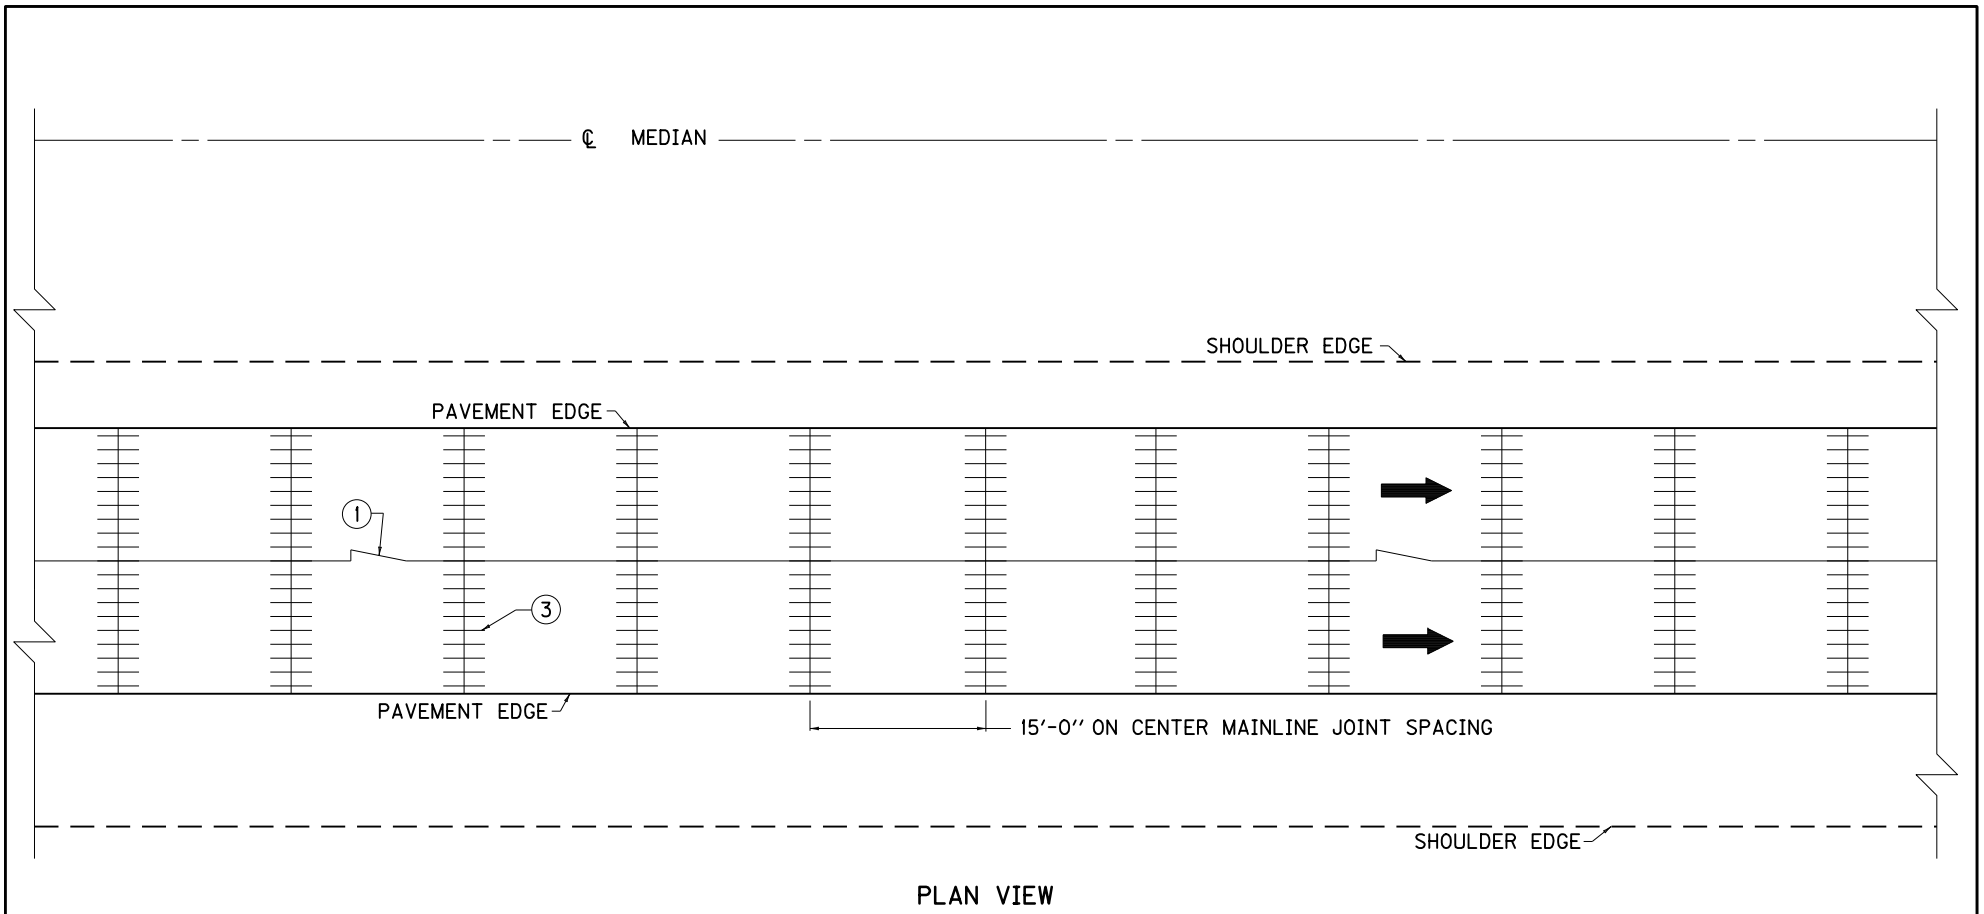 ℄ MEDIAN
SHOULDER EDGE
PAVEMENT EDGE
1
3
PAVEMENT EDGE
15'-0'' ON CENTER MAINLINE JOINT SPACING
SHOULDER EDGE
PLAN VIEW